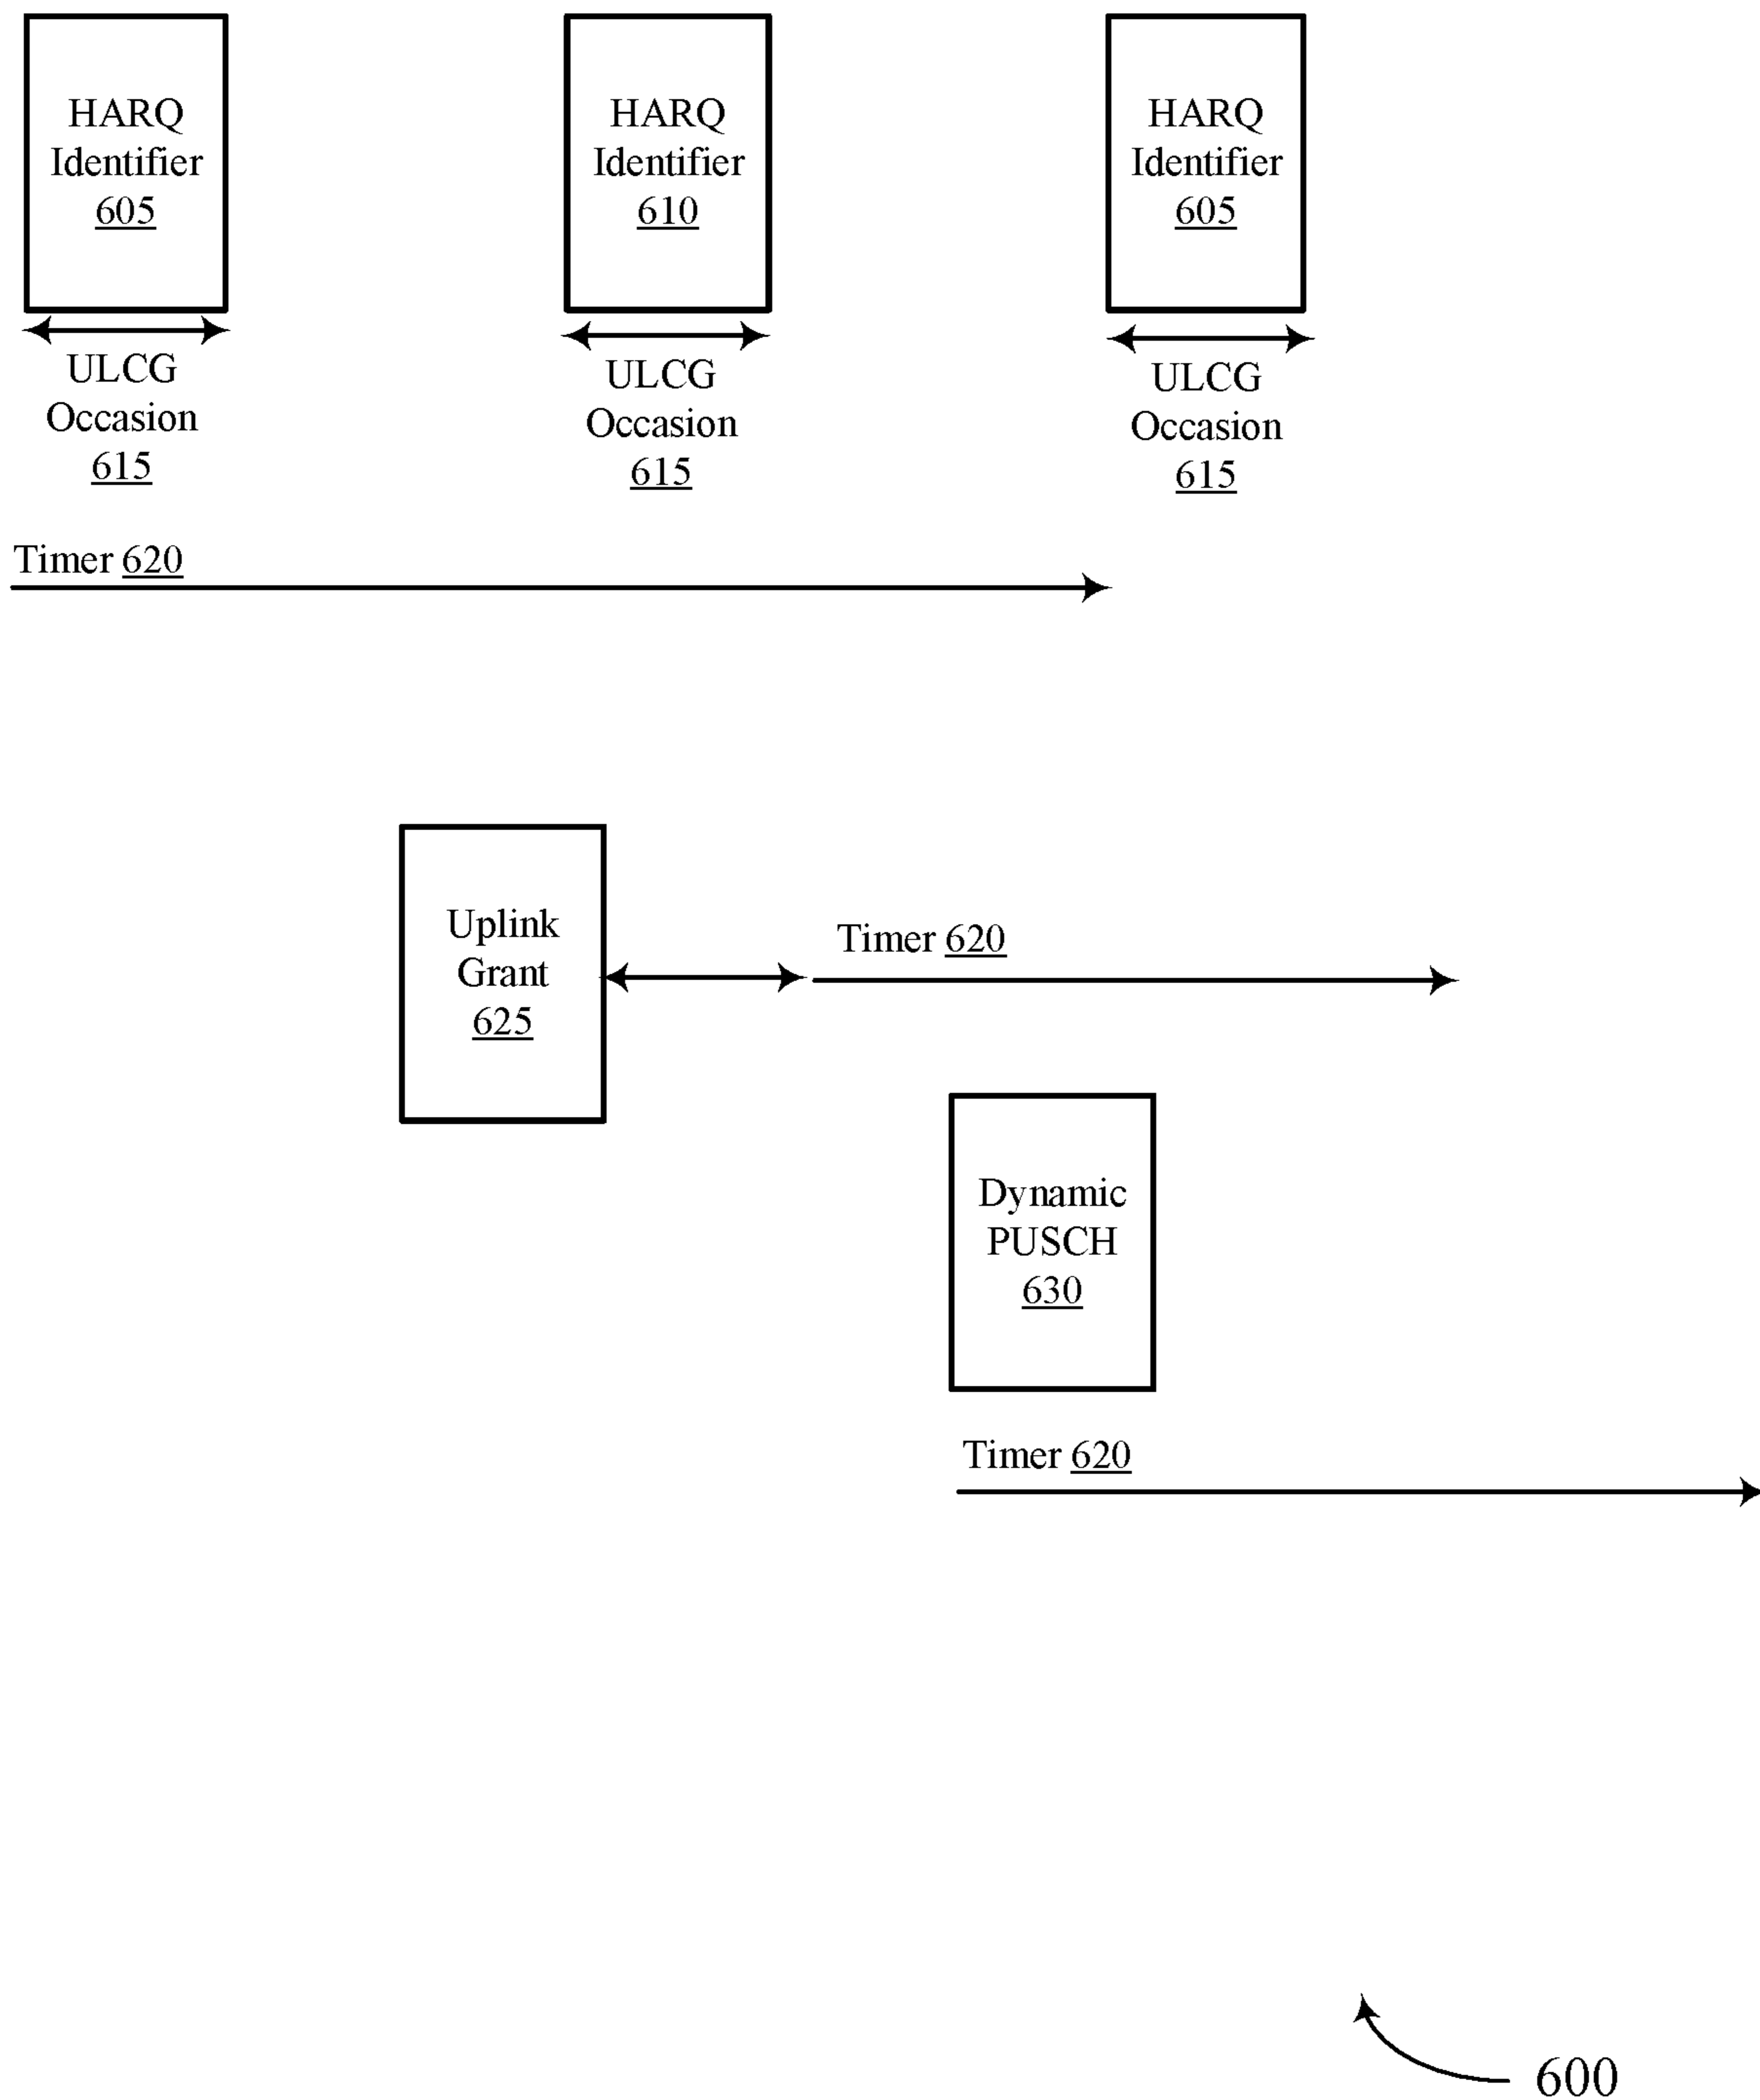 HARQ
Identifier
605
HARQ
Identifier
610
HARQ
Identifier
605
ULCG
Occasion
615
ULCG
Occasion
615
ULCG
Occasion
615
Timer 620
Uplink
Grant
625
Timer 620
Dynamic
PUSCH
630
Timer 620
600